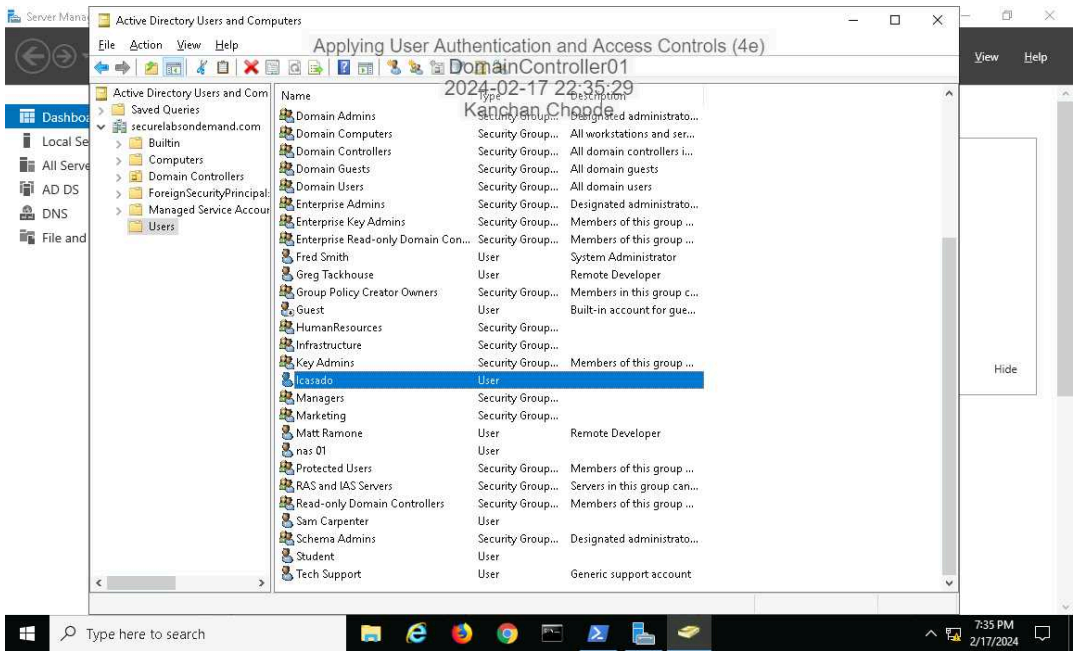 Server Mana
Active Directory Users and Computers
File Action View Help
Applying User Authentication and Access Controls (4e)
DomainController01
2024-02-17 22:35:29
Kanchan Chopde
View Help
Dashboa
Local Se
All Serve
AD DS
DNS
File and
Active Directory Users and Com
Saved Queries
securelabsondemand.com
Builtin
Computers
Domain Controllers
ForeignSecurityPrincipal:
Managed Service Accour
Users
Name Type Description
Domain Admins Security Group... Designated administrato...
Domain Computers Security Group... All workstations and ser...
Domain Controllers Security Group... All domain controllers i...
Domain Guests Security Group... All domain guests
Domain Users Security Group... All domain users
Enterprise Admins Security Group... Designated administrato...
Enterprise Key Admins Security Group... Members of this group ...
Enterprise Read-only Domain Con... Security Group... Members of this group ...
Fred Smith User System Administrator
Greg Tackhouse User Remote Developer
Group Policy Creator Owners Security Group... Members in this group c...
Guest User Built-in account for gue...
HumanResources Security Group...
Infrastructure Security Group...
Key Admins Security Group... Members of this group ...
lcasado User
Managers Security Group...
Marketing Security Group...
Matt Ramone User Remote Developer
nas 01 User
Protected Users Security Group... Members of this group ...
RAS and IAS Servers Security Group... Servers in this group can...
Read-only Domain Controllers Security Group... Members of this group ...
Sam Carpenter User
Schema Admins Security Group... Designated administrato...
Student User
Tech Support User Generic support account
Hide
Type here to search
7:35 PM
2/17/2024